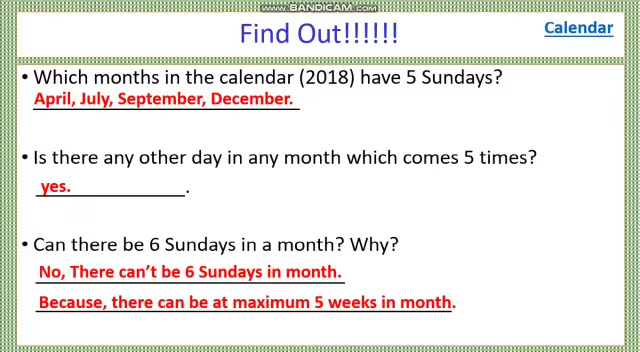 www.BANDICAM.com
Find Out!!!!!!
Calendar
• Which months in the calendar (2018) have 5 Sundays?
April, July, September, December.
• Is there any other day in any month which comes 5 times?
yes.
.
• Can there be 6 Sundays in a month? Why?
No, There can't be 6 Sundays in month.
Because, there can be at maximum 5 weeks in month.